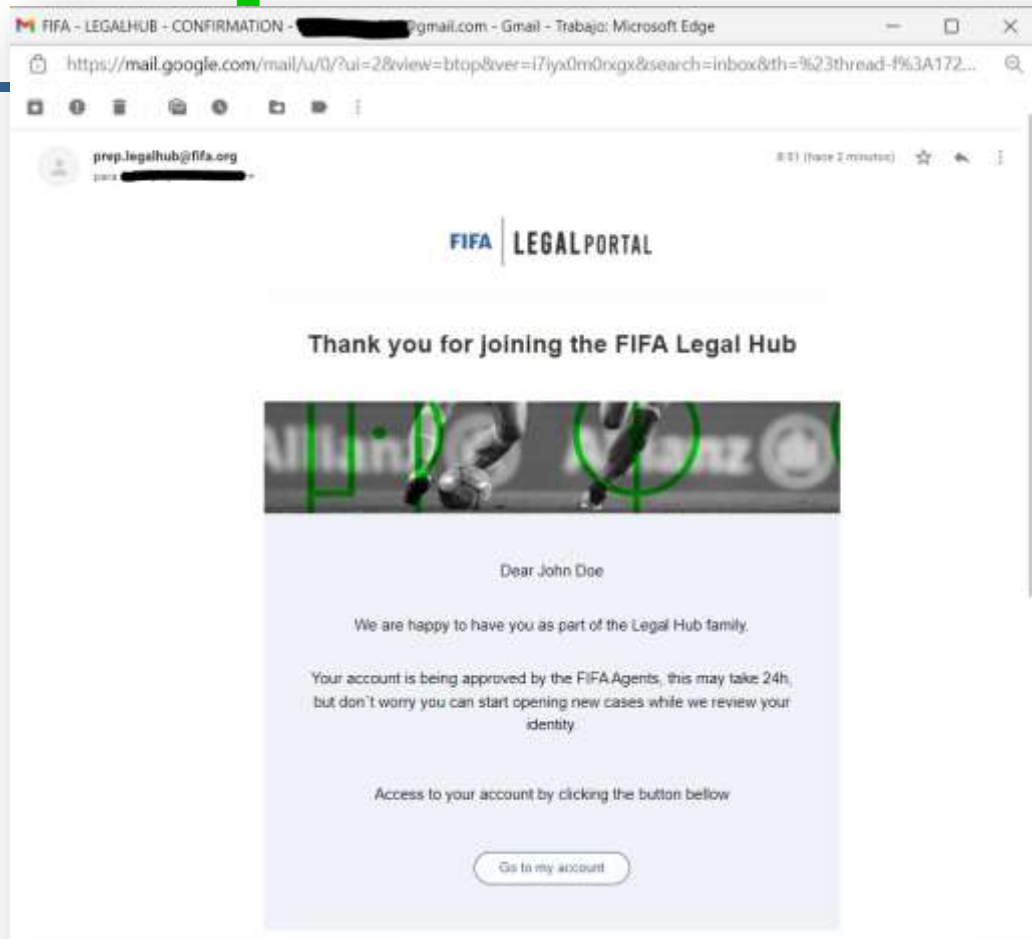 FIFA - LEGALHUB - CONFIRMATION - @gmail.com - Gmail - Trabajo: Microsoft Edge
https://mail.google.com/mail/u/0/?ui=2&view=btop&ver=i7iyx0m0rxgx&search=inbox&th=%23thread-f%3A172...
prep.legalhub@fifa.org
8:51 (hace 2 minutos)
para
FIFA LEGALPORTAL
Thank you for joining the FIFA Legal Hub
Allianz Allianz
Dear John Doe
We are happy to have you as part of the Legal Hub family.
Your account is being approved by the FIFA Agents, this may take 24h,
but don´t worry you can start opening new cases while we review your
identity.
Access to your account by clicking the button bellow
Go to my account